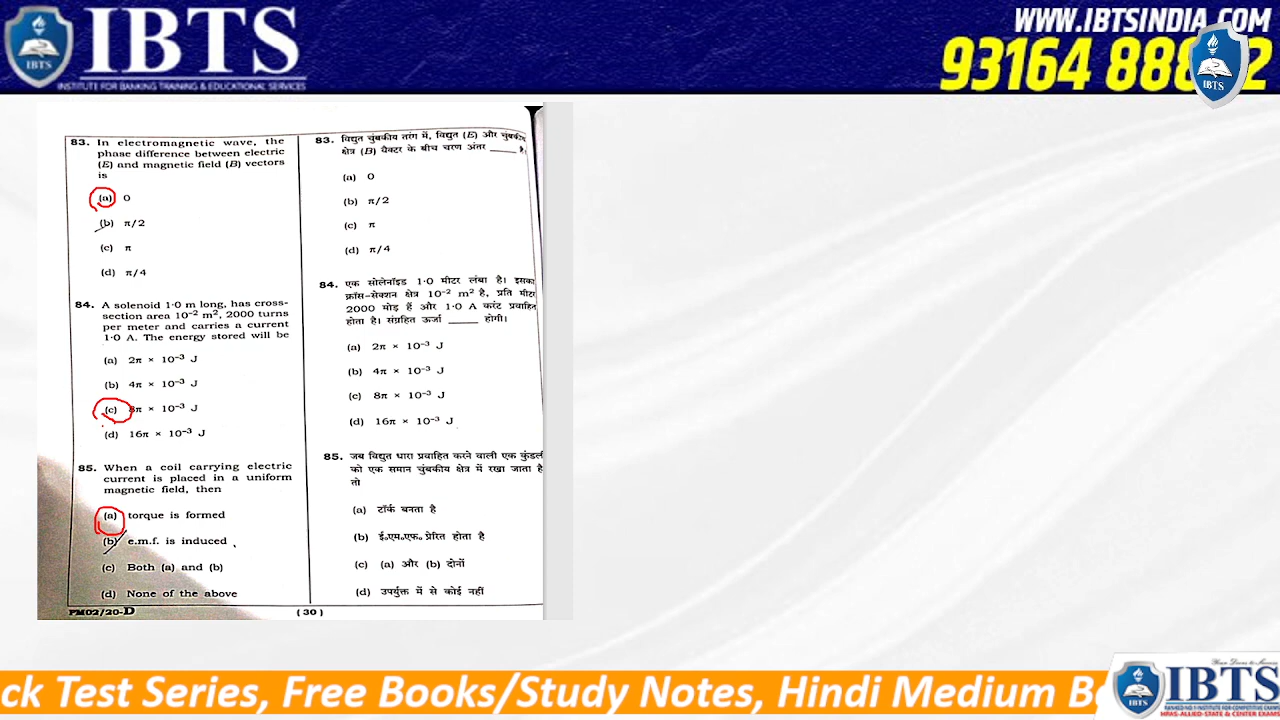 IBTS
INSTITUTE FOR BANKING TRAINING & EDUCATIONAL SERVICES
IBTS
WWW.IBTSINDIA.COM
93164 888 2
IBTS
83. In electromagnetic wave, the
phase difference between electric
(E) and magnetic field (B) vectors
is
(a) 0
(b) π/2
(c) π
(d) π/4
84. A solenoid 1·0 m long, has cross-
section area 10⁻² m², 2000 turns
per meter and carries a current
1·0 A. The energy stored will be
(a) 2π × 10⁻³ J
(b) 4π × 10⁻³ J
(c) 8π × 10⁻³ J
(d) 16π × 10⁻³ J
85. When a coil carrying electric
current is placed in a uniform
magnetic field, then
(a) torque is formed
(b) e.m.f. is induced
(c) Both (a) and (b)
(d) None of the above
PM02/20-D
(30)
83. विद्युत चुंबकीय तरंग में, विद्युत (E) और चुंबकीय
क्षेत्र (B) वैक्टर के बीच चरण अंतर _____ है।
(a) 0
(b) π/2
(c) π
(d) π/4
84. एक सोलेनॉइड 1·0 मीटर लंबा है। इसका
क्रॉस-सेक्शन क्षेत्र 10⁻² m² है, प्रति मीटर
2000 मोड़ हैं और 1·0 A करंट प्रवाहित
होता है। संग्रहित ऊर्जा _____ होगी।
(a) 2π × 10⁻³ J
(b) 4π × 10⁻³ J
(c) 8π × 10⁻³ J
(d) 16π × 10⁻³ J
85. जब विद्युत धारा प्रवाहित करने वाली एक कुंडली
को एक समान चुंबकीय क्षेत्र में रखा जाता है
तो
(a) टॉर्क बनता है
(b) ई०एम०एफ० प्रेरित होता है
(c) (a) और (b) दोनों
(d) उपर्युक्त में से कोई नहीं
ck Test Series, Free Books/Study Notes, Hindi Medium B
IBTS
IBTS